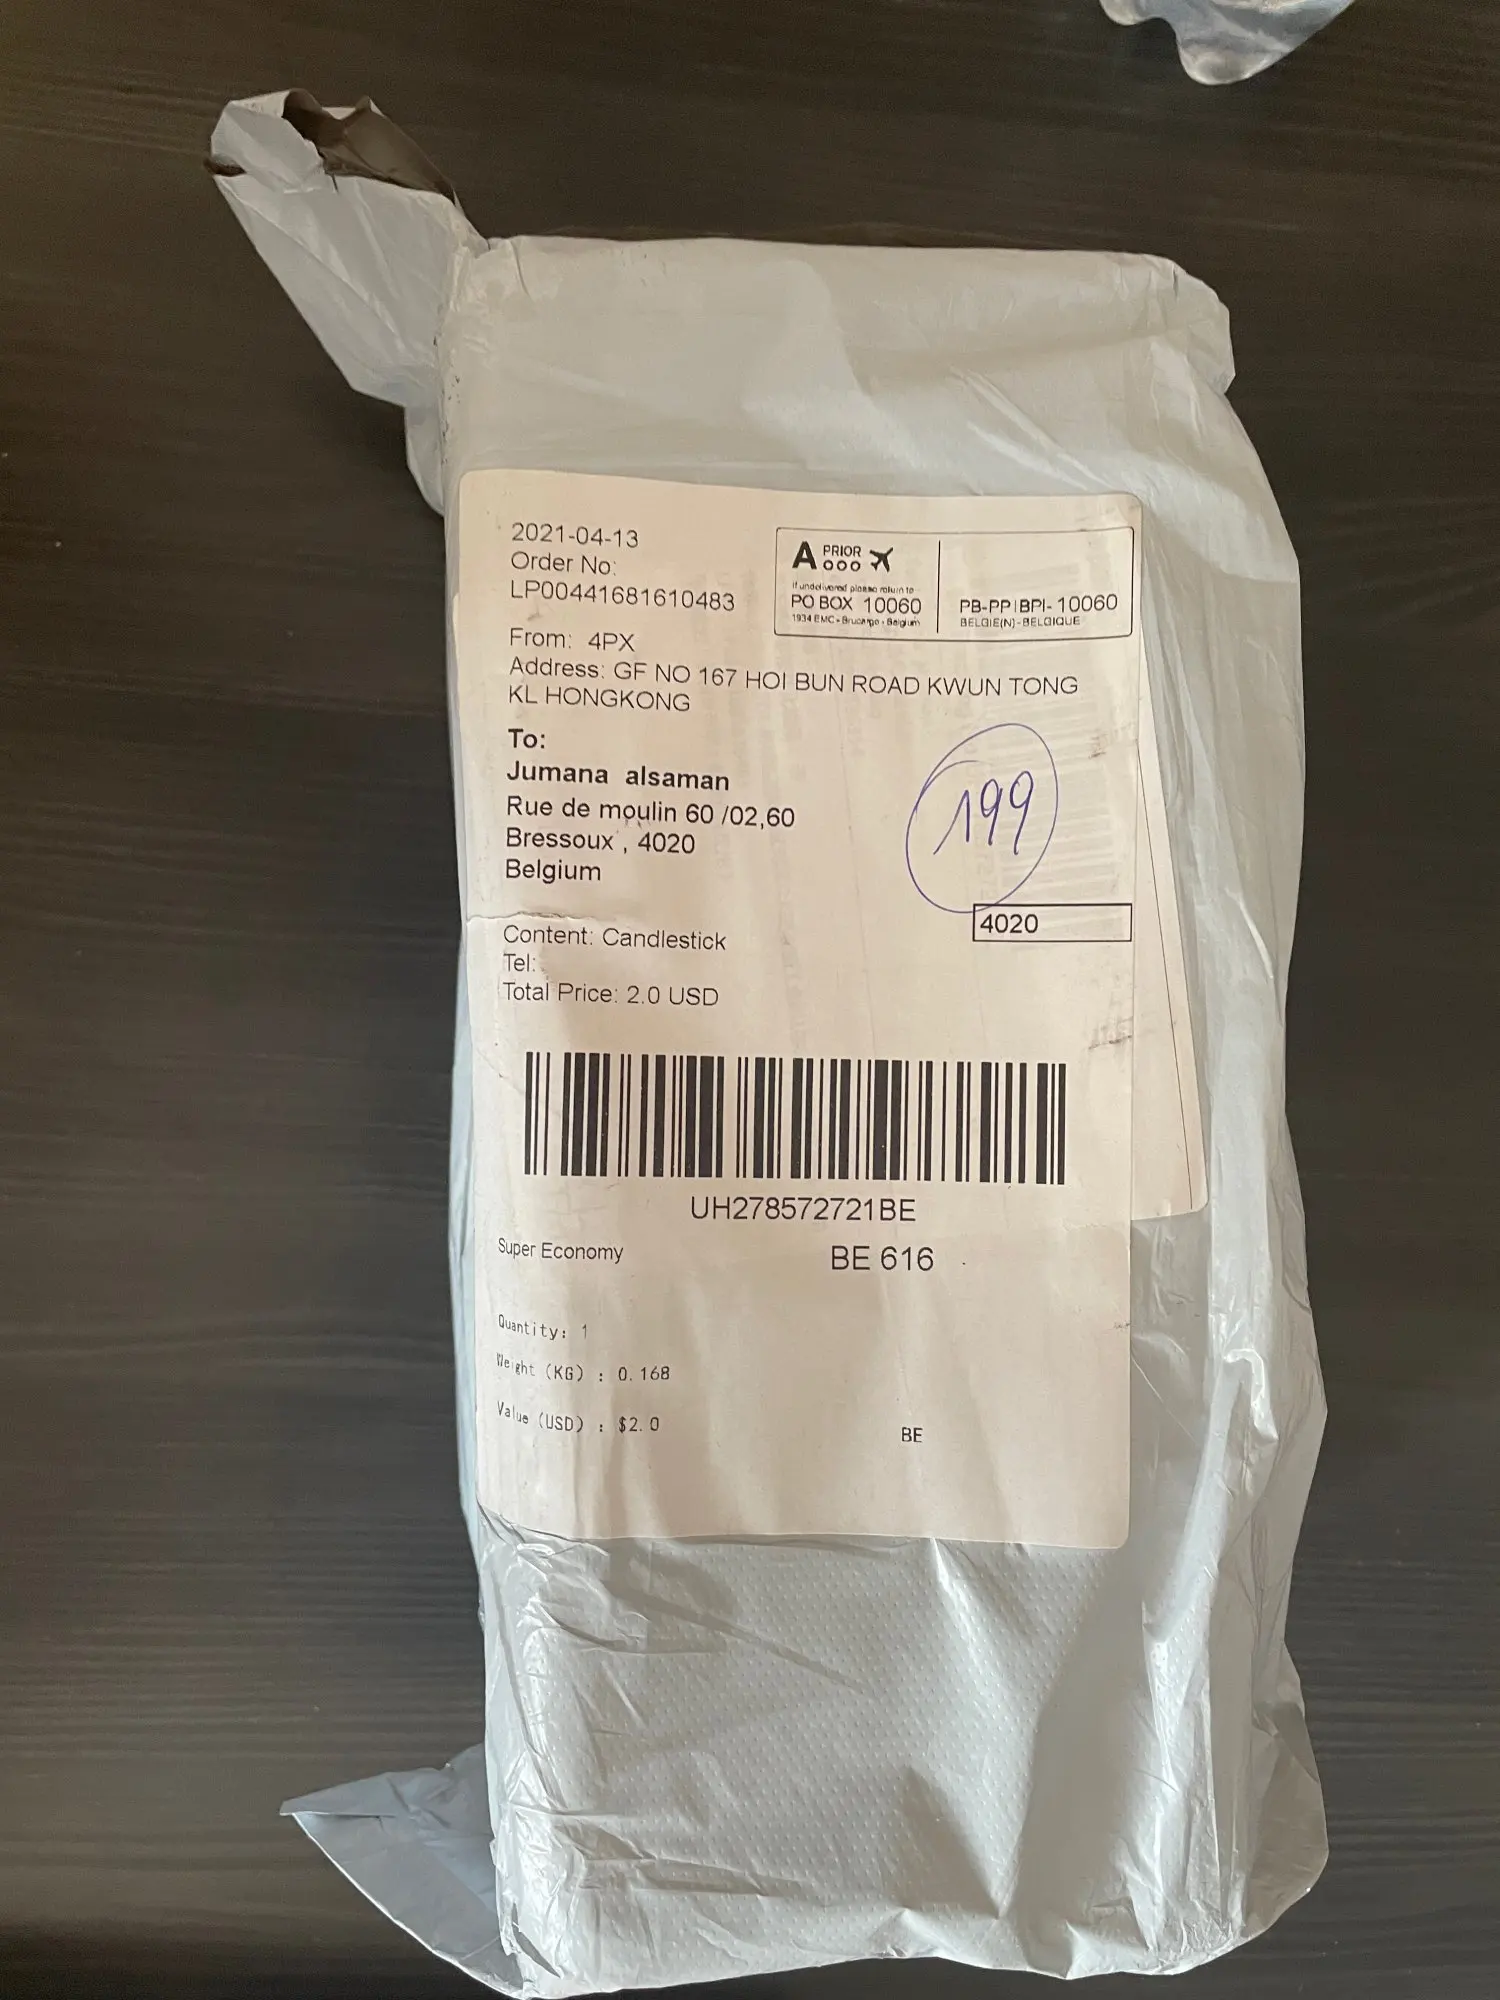 2021-04-13
Order No:
LP00441681610483
A PRIOR
If undelivered please return to
PO BOX 10060
1934 EMC - Brucargo - Belgium
PB-PP|BPI- 10060
BELGIE(N)-BELGIQUE
From: 4PX
Address: GF NO 167 HOI BUN ROAD KWUN TONG
KL HONGKONG
To:
Jumana alsaman
Rue de moulin 60 /02,60
Bressoux , 4020
Belgium
199
4020
Content: Candlestick
Tel:
Total Price: 2.0 USD
UH278572721BE
Super Economy
BE 616
Quantity: 1
Weight (KG) : 0.168
Value (USD) : $2.0
BE